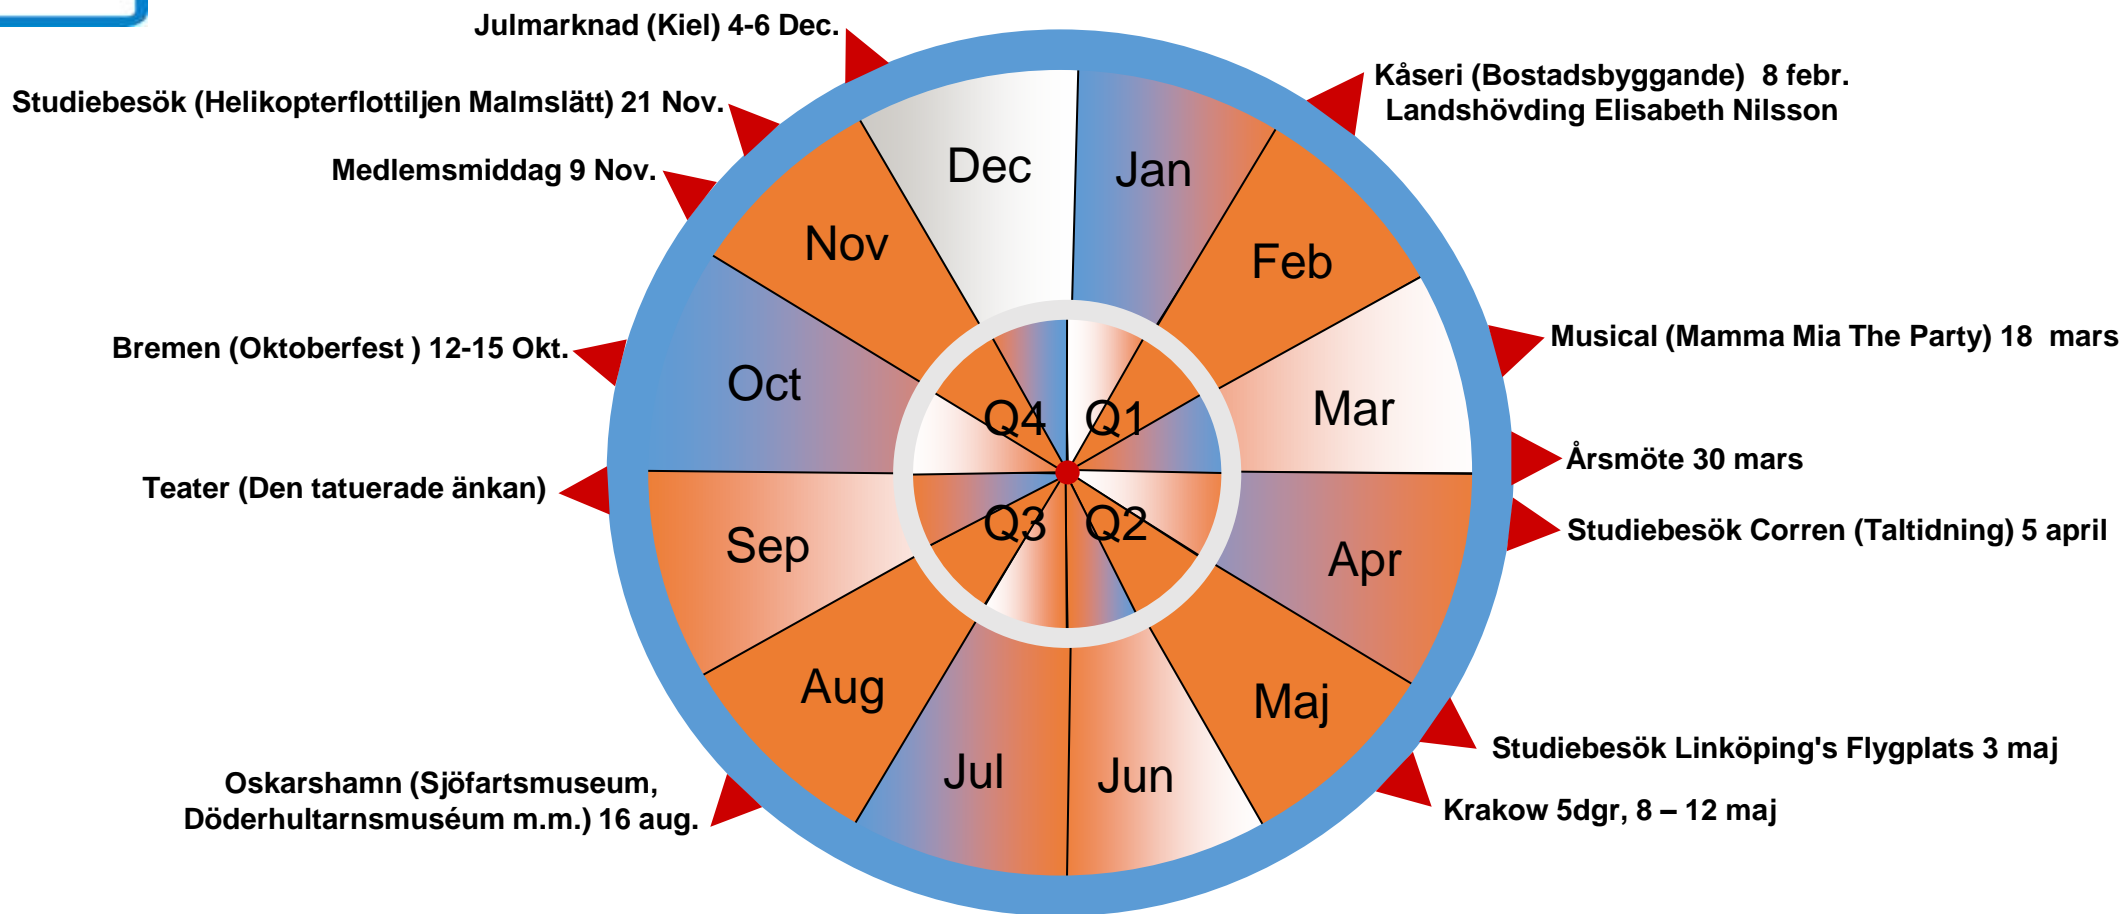 Julmarknad (Kiel) 4-6 Dec.
Studiebesök (Helikopterflottiljen Malmslätt) 21 Nov.
Medlemsmiddag 9 Nov.
Bremen (Oktoberfest ) 12-15 Okt.
Teater (Den tatuerade änkan)
Oskarshamn (Sjöfartsmuseum,
Döderhultarnsmuséum m.m.) 16 aug.
Kåseri (Bostadsbyggande)  8 febr.
Landshövding Elisabeth Nilsson
Musical (Mamma Mia The Party) 18  mars
Årsmöte 30 mars
Studiebesök Corren (Taltidning) 5 april
Studiebesök Linköping's Flygplats 3 maj
Krakow 5dgr, 8 – 12 maj
Jan
Feb
Mar
Apr
Maj
Jun
Jul
Aug
Sep
Oct
Nov
Dec
Q1
Q2
Q3
Q4